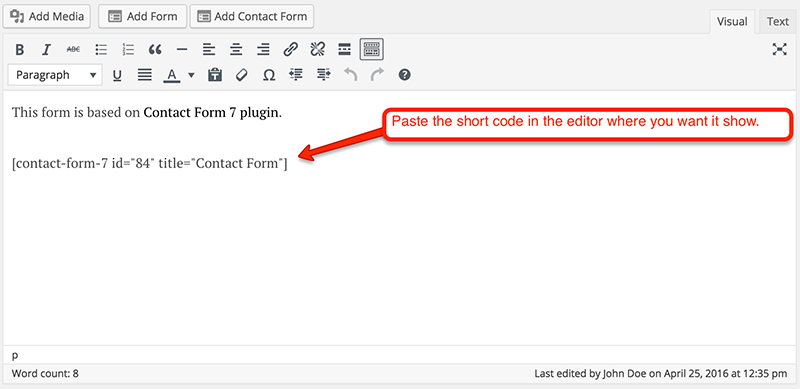 Add Media Add Form Add Contact Form
Visual Text
B I ABC
Paragraph U A Ω ?
This form is based on Contact Form 7 plugin.
Paste the short code in the editor where you want it show.
[contact-form-7 id="84" title="Contact Form"]
p
Word count: 8 Last edited by John Doe on April 25, 2016 at 12:35 pm